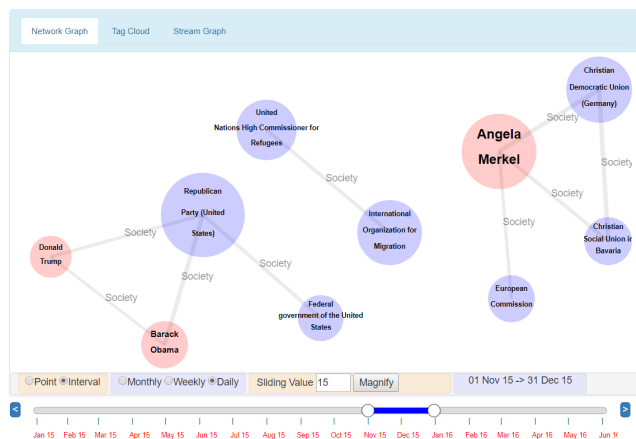 Network Graph Tag Cloud Stream Graph
Christian
Democratic Union
(Germany)
United
Nations High Commissioner for
Refugees
Society
Angela
Merkel
Society
Society
Society
Republican
Party (United
States)
International
Organization for
Migration
Society
Society
Christian
Social Union in
Bavaria
Donald
Trump
Society
Society
Society
European
Commission
Federal
government of the United
States
Barack
Obama
Point Interval Monthly Weekly Daily Sliding Value 15 Magnify 01 Nov 15 -> 31 Dec 15
< >
Jan 15 Feb 15 Mar 15 Apr 15 May 15 Jun 15 Jul 15 Aug 15 Sep 15 Oct 15 Nov 15 Dec 15 Jan 16 Feb 16 Mar 16 Apr 16 May 16 Jun 16